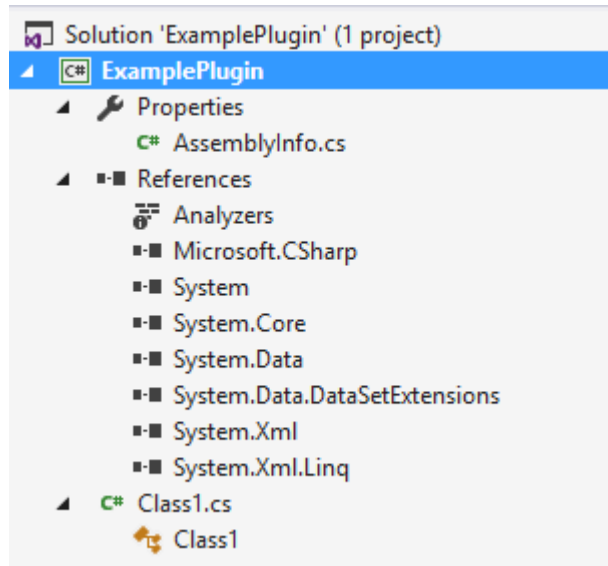 Solution 'ExamplePlugin' (1 project)
C# ExamplePlugin
Properties
C# AssemblyInfo.cs
References
Analyzers
Microsoft.CSharp
System
System.Core
System.Data
System.Data.DataSetExtensions
System.Xml
System.Xml.Linq
C# Class1.cs
Class1